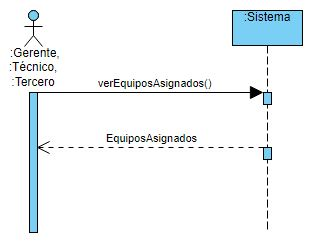 :Sistema
:Gerente,
:Técnico,
:Tercero
verEquiposAsignados()
EquiposAsignados